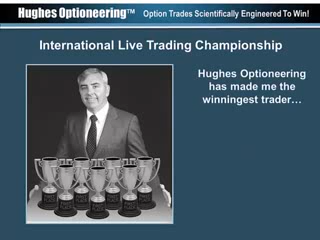 Hughes Optioneering™ Option Trades Scientifically Engineered To Win!
International Live Trading Championship
Hughes Optioneering
has made me the
winningest trader…